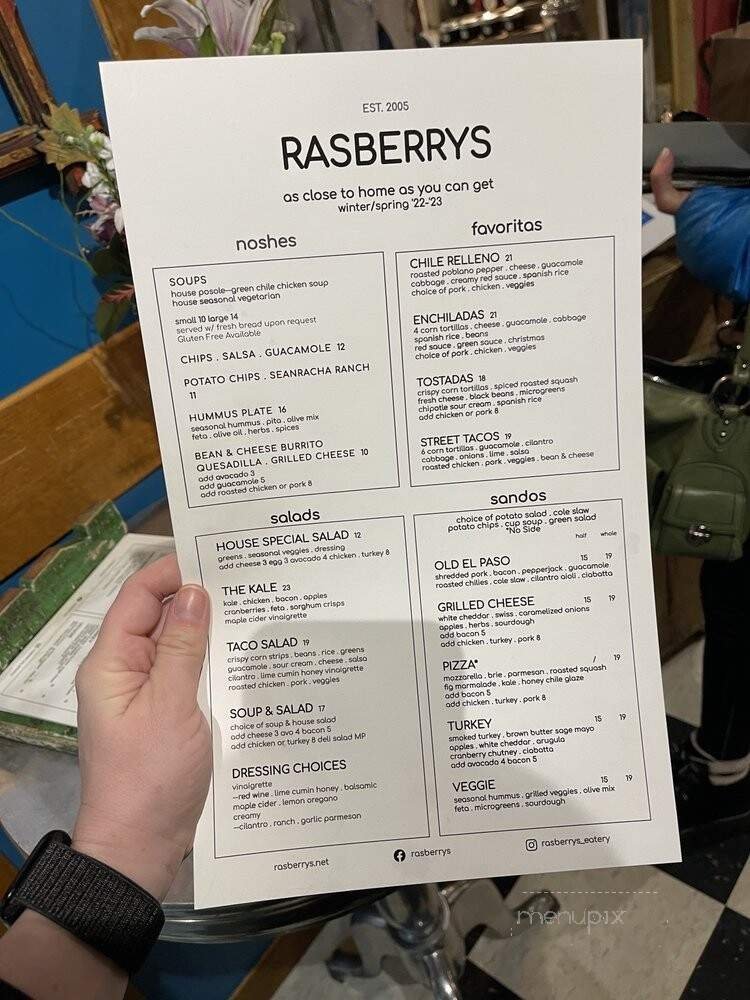 EST. 2005
RASBERRYS
as close to home as you can get
winter/spring '22-'23
noshes
SOUPS
house posole—green chile chicken soup
house seasonal vegetarian
small 10 large 14
served w/ fresh bread upon request
Gluten Free Available
CHIPS . SALSA . GUACAMOLE 12
POTATO CHIPS . SEANRACHA RANCH
11
HUMMUS PLATE 16
seasonal hummus . pita . olive mix
feta . olive oil . herbs . spices
BEAN & CHEESE BURRITO
QUESADILLA . GRILLED CHEESE 10
add avocado 3
add guacamole 5
add roasted chicken or pork 8
favoritas
CHILE RELLENO 21
roasted poblano pepper . cheese . guacamole
cabbage . creamy red sauce . spanish rice
choice of pork . chicken . veggies
ENCHILADAS 21
4 corn tortillas . cheese . guacamole . cabbage
spanish rice . beans
red sauce . green sauce . christmas
choice of pork . chicken . veggies
TOSTADAS 18
crispy corn tortillas . spiced roasted squash
fresh cheese . black beans . microgreens
chipotle sour cream . spanish rice
add chicken or pork 8
STREET TACOS 19
6 corn tortillas . guacamole . cilantro
cabbage . onions . lime . salsa
roasted chicken . pork . veggies . bean & cheese
salads
HOUSE SPECIAL SALAD 12
greens . seasonal veggies . dressing
add cheese 3 egg 3 avocado 4 chicken . turkey 8
THE KALE 23
kale . chicken . bacon . apples
cranberries . feta . sorghum crisps
maple cider vinaigrette
TACO SALAD 19
crispy corn strips . beans . rice . greens
guacamole . sour cream . cheese . salsa
cilantro . lime cumin honey vinaigrette
roasted chicken . pork . veggies
SOUP & SALAD 17
choice of soup & house salad
add cheese 3 avo 4 bacon 5
add chicken or turkey 8 deli salad MP
DRESSING CHOICES
vinaigrette
—red wine . lime cumin honey . balsamic
maple cider . lemon oregano
creamy
—cilantro . ranch . garlic parmesan
sandos
choice of potato salad . cole slaw
potato chips . cup soup . green salad
*No Side
half whole
OLD EL PASO 15 19
shredded pork . bacon . pepperjack . guacamole
roasted chilies . cole slaw . cilantro aioli . ciabatta
GRILLED CHEESE 15 19
white cheddar . swiss . caramelized onions
apples . herbs . sourdough
add bacon 5
add chicken . turkey . pork 8
PIZZA* / 19
mozzarella . brie . parmesan . roasted squash
fig marmalade . kale . honey chile glaze
add bacon 5
add chicken . turkey . pork 8
TURKEY 15 19
smoked turkey . brown butter sage mayo
apples . white cheddar . arugula
cranberry chutney . ciabatta
add avocado 4 bacon 5
VEGGIE 15 19
seasonal hummus . grilled veggies . olive mix
feta . microgreens . sourdough
rasberrys.net
rasberrys
rasberrys_eatery
menupix